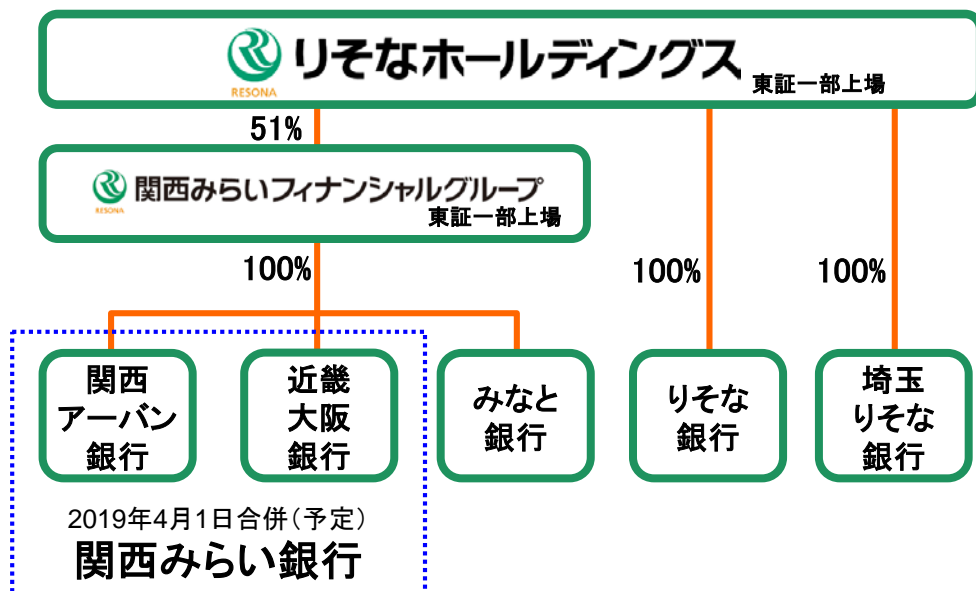 りそなホールディングス
RESONA
東証一部上場
51%
関西みらいフィナンシャルグループ
RESONA
東証一部上場
100%
100%
100%
関西
アーバン
銀行
近畿
大阪
銀行
みなと
銀行
りそな
銀行
埼玉
りそな
銀行
2019年4月1日合併（予定）
関西みらい銀行